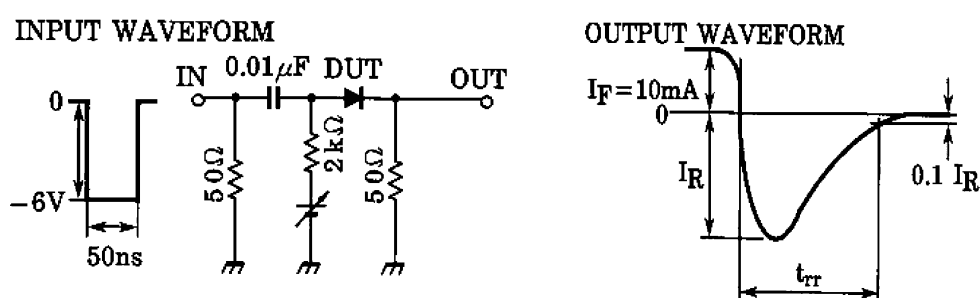 INPUT WAVEFORM
0
−6V
50ns
IN
0.01μF
DUT
OUT
50Ω
2kΩ
50Ω
OUTPUT WAVEFORM
IF=10mA
0
IR
0.1 IR
trr